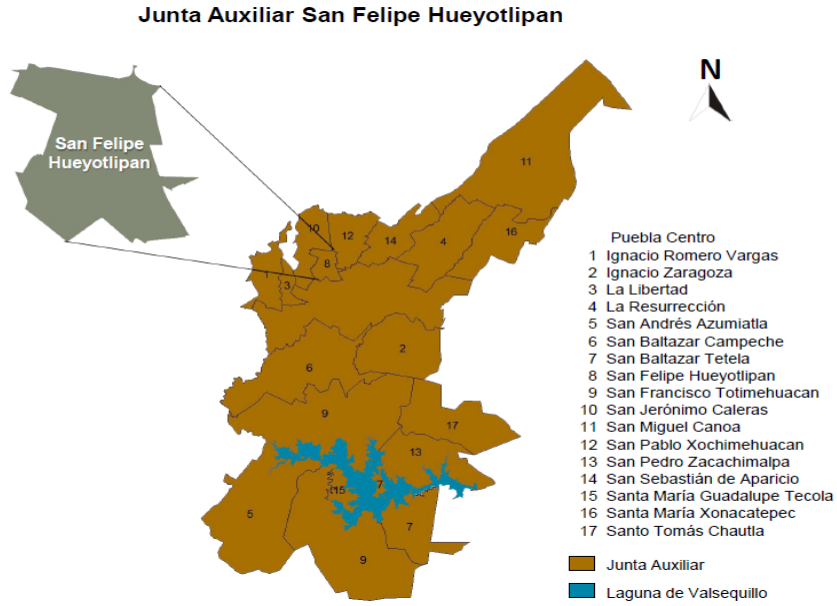 Junta Auxiliar San Felipe Hueyotlipan
San Felipe
Hueyotlipan
N
11
10
12
14
4
16
8
1
3
2
6
9
17
13
15
7
5
7
9
Puebla Centro
1 Ignacio Romero Vargas
2 Ignacio Zaragoza
3 La Libertad
4 La Resurrección
5 San Andrés Azumiatla
6 San Baltazar Campeche
7 San Baltazar Tetela
8 San Felipe Hueyotlipan
9 San Francisco Totimehuacan
10 San Jerónimo Caleras
11 San Miguel Canoa
12 San Pablo Xochimehuacan
13 San Pedro Zacachimalpa
14 San Sebastián de Aparicio
15 Santa María Guadalupe Tecola
16 Santa María Xonacatepec
17 Santo Tomás Chautla
Junta Auxiliar
Laguna de Valsequillo